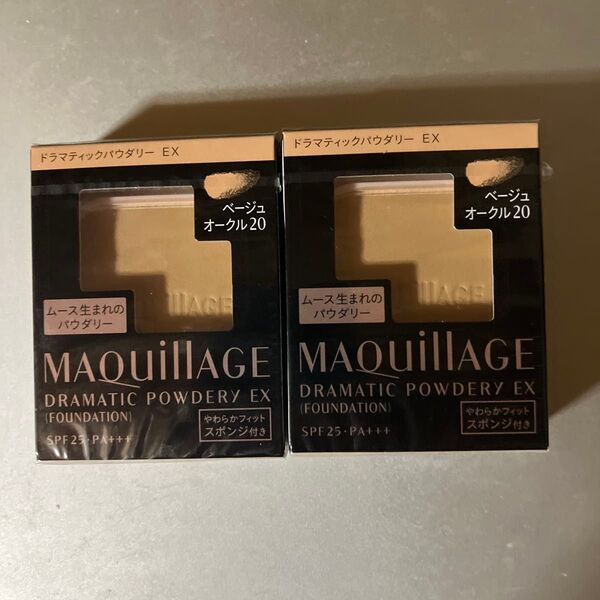 ドラマティックパウダリー EX
ベージュ
オークル20
illAGE
ムース生まれの
パウダリー
MAQuillAGE
DRAMATIC POWDERY EX
(FOUNDATION)
SPF25・PA+++
やわらかフィット
スポンジ付き
ドラマティックパウダリー EX
ベージュ
オークル20
illAGE
ムース生まれの
パウダリー
MAQuillAGE
DRAMATIC POWDERY EX
(FOUNDATION)
SPF25・PA+++
やわらかフィット
スポンジ付き